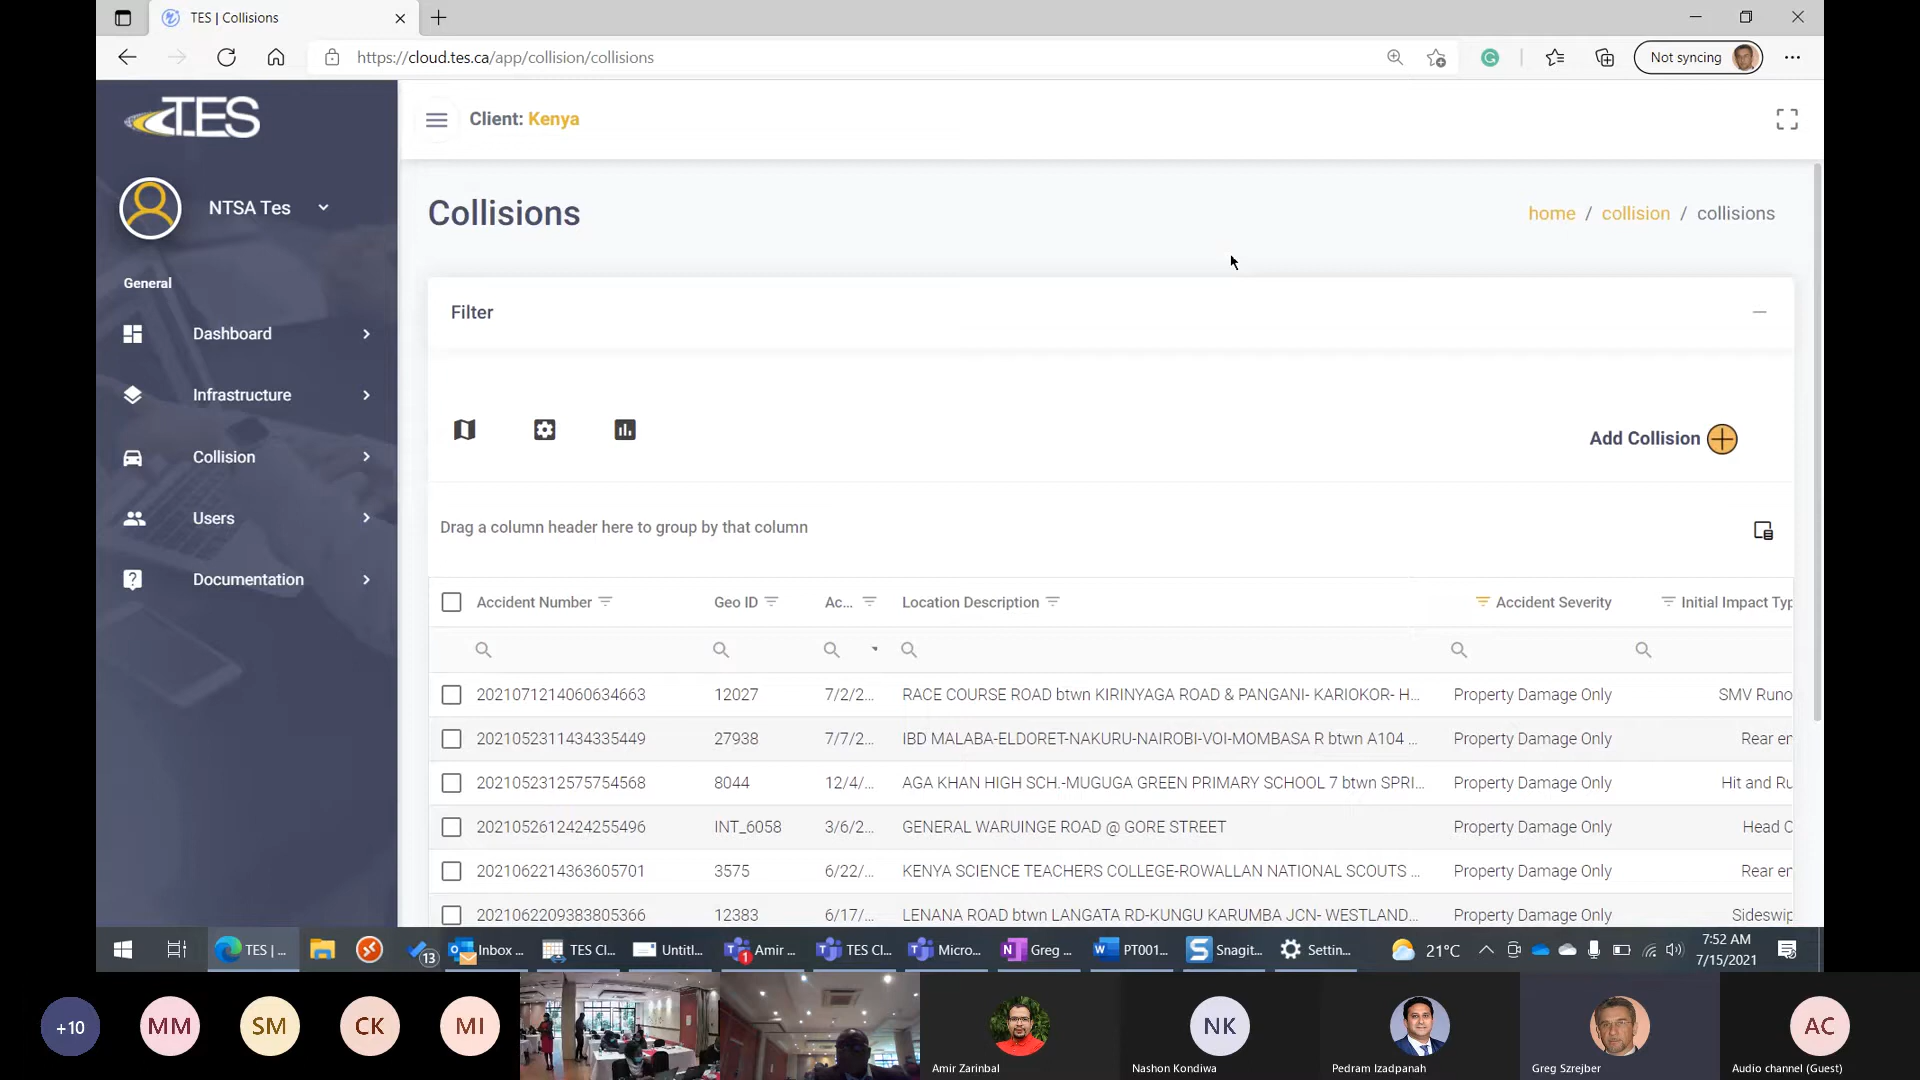 TES | Collisions
https://cloud.tes.ca/app/collision/collisions
Not syncing
TES
Client: Kenya
NTSA Tes
Collisions
home / collision / collisions
General
Dashboard
Infrastructure
Collision
Users
Documentation
Filter
Add Collision
Drag a column header here to group by that column
Accident Number Geo ID Ac... Location Description Accident Severity Initial Impact Typ
2021071214060634663 12027 7/2/2... RACE COURSE ROAD btwn KIRINYAGA ROAD & PANGANI- KARIOKOR- H... Property Damage Only SMV Runo
2021052311434335449 27938 7/7/2... IBD MALABA-ELDORET-NAKURU-NAIROBI-VOI-MOMBASA R btwn A104 ... Property Damage Only Rear en
2021052312575754568 8044 12/4/... AGA KHAN HIGH SCH.-MUGUGA GREEN PRIMARY SCHOOL 7 btwn SPRI... Property Damage Only Hit and Ru
2021052612424255496 INT_6058 3/6/2... GENERAL WARUINGE ROAD @ GORE STREET Property Damage Only Head C
2021062214363605701 3575 6/22/... KENYA SCIENCE TEACHERS COLLEGE-ROWALLAN NATIONAL SCOUTS ... Property Damage Only Rear en
2021062209383805366 12383 6/17/... LENANA ROAD btwn LANGATA RD-KUNGU KARUMBA JCN- WESTLAND... Property Damage Only Sideswip
TES | ... 13 Inbox ... TES Cl... Untitl... 1 Amir ... TES Cl... Micro... Greg ... PT001... Snagit... Settin... 21°C 7:52 AM
7/15/2021
+10 MM SM CK MI NK AC
Amir Zarinbal Nashon Kondiwa Pedram Izadpanah Greg Szrejber Audio channel (Guest)